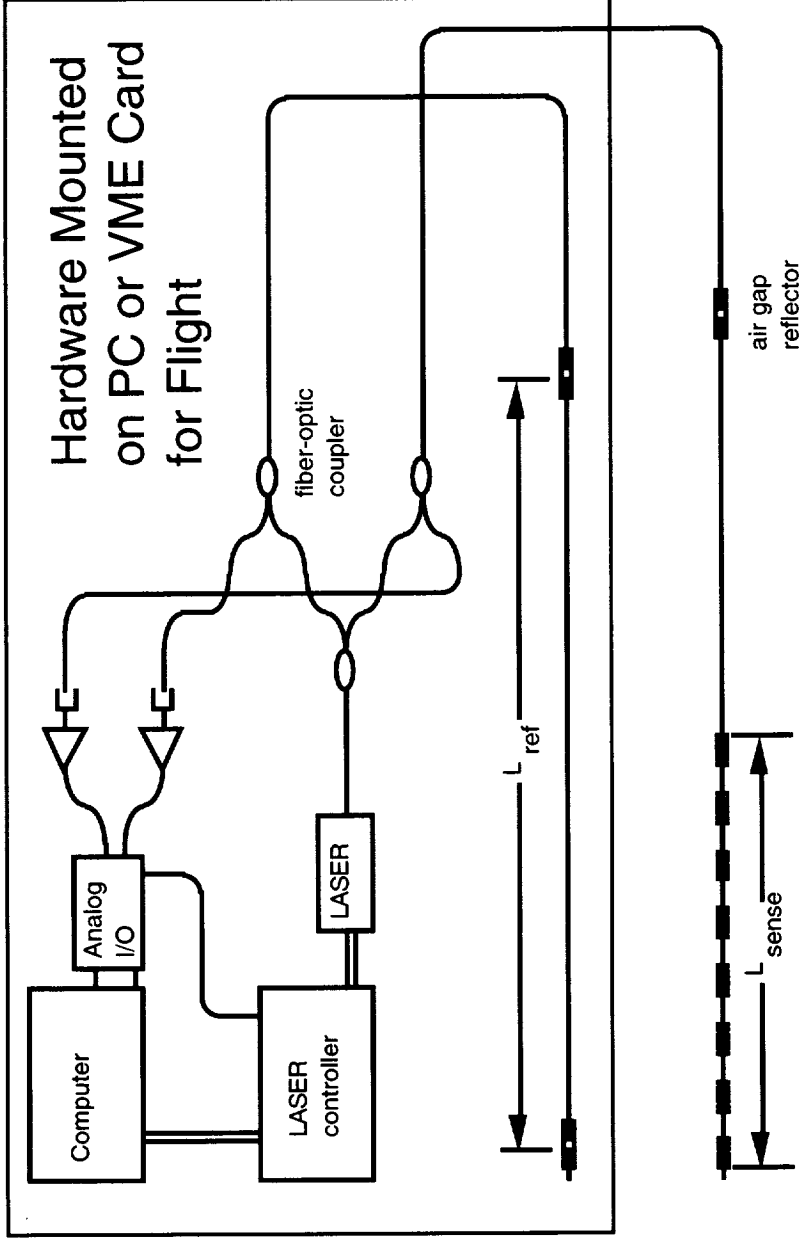 Hardware Mounted
on PC or VME Card
for Flight
Computer
Analog
I/O
LASER
controller
LASER
fiber-optic
coupler
L ref
L sense
air gap
reflector